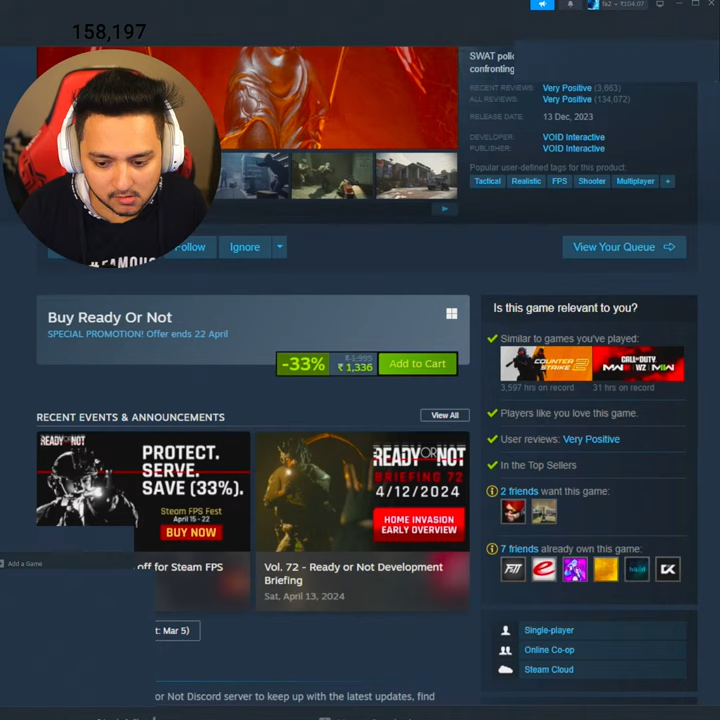 158,197
fa2 ▾ ₹104.07
SWAT polic
confronting
RECENT REVIEWS: Very Positive (3,663)
ALL REVIEWS: Very Positive (134,072)
RELEASE DATE: 13 Dec, 2023
DEVELOPER: VOID Interactive
PUBLISHER: VOID Interactive
Popular user-defined tags for this product:
Tactical Realistic FPS Shooter Multiplayer +
#FAMOUS
Follow Ignore View Your Queue
Buy Ready Or Not
SPECIAL PROMOTION! Offer ends 22 April
-33% ₹ 1,995
₹ 1,336
Add to Cart
Is this game relevant to you?
Similar to games you've played:
COUNTER STRIKE 2
CALL OF DUTY
MWIII WZ MWII
3,597 hrs on record 31 hrs on record
Players like you love this game.
User reviews: Very Positive
In the Top Sellers
2 friends want this game:
7 friends already own this game:
RECENT EVENTS & ANNOUNCEMENTS View All
READY OR NOT
PROTECT.
SERVE.
SAVE (33%).
Steam FPS Fest
April 15 - 22
BUY NOW
READY OR NOT
BRIEFING 72
4/12/2024
HOME INVASION
EARLY OVERVIEW
Add a Game
off for Steam FPS
Vol. 72 - Ready or Not Development
Briefing
Sat, April 13, 2024
t: Mar 5)
Single-player
Online Co-op
Steam Cloud
or Not Discord server to keep up with the latest updates, find